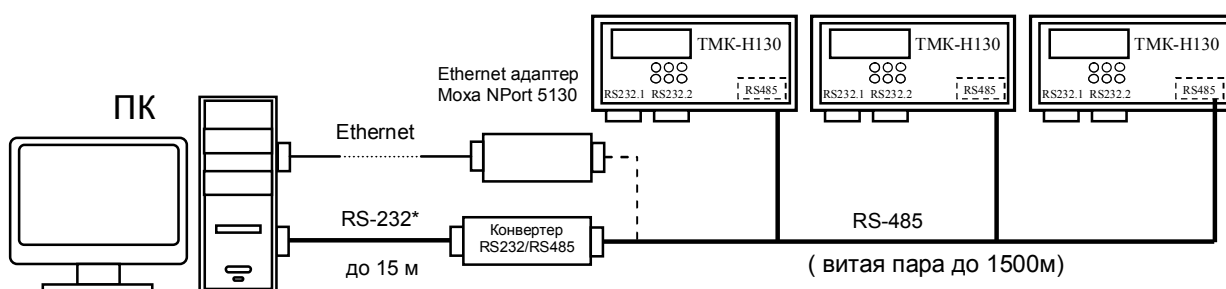 ПК
Ethernet
Ethernet адаптер
Moxa NPort 5130
RS-232*
до 15 м
Конвертер
RS232/RS485
ТМК-Н130
RS232.1 RS232.2 RS485
ТМК-Н130
RS232.1 RS232.2 RS485
ТМК-Н130
RS232.1 RS232.2 RS485
RS-485
( витая пара до 1500м)